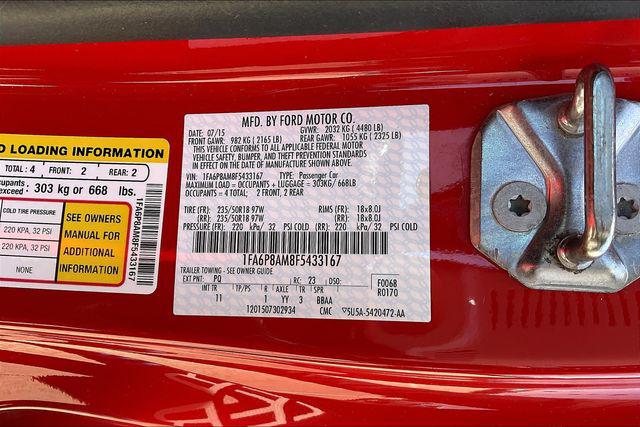 D LOADING INFORMATION
TOTAL: 4 FRONT: 2 REAR: 2
cupants
exceed : 303 kg or 668 lbs.
COLD TIRE PRESSURE
220 KPA, 32 PSI
220 KPA, 32 PSI
NONE
SEE OWNERS
MANUAL FOR
ADDITIONAL
INFORMATION
1FA6P8AM8F5433167
MFD. BY FORD MOTOR CO.
DATE: 07/15 GVWR: 2032 KG ( 4480 LB)
FRONT GAWR: 982 KG ( 2165 LB) REAR GAWR: 1055 KG ( 2325 LB)
THIS VEHICLE CONFORMS TO ALL APPLICABLE FEDERAL MOTOR
VEHICLE SAFETY, BUMPER, AND THEFT PREVENTION STANDARDS
IN EFFECT ON THE DATE OF MANUFACTURE SHOWN ABOVE.
VIN: 1FA6P8AM8F5433167 TYPE: Passenger Car
MAXIMUM LOAD = OCCUPANTS + LUGGAGE = 303KG/ 668LB
OCCUPANTS = 4 TOTAL; 2 FRONT, 2 REAR
TIRE (FR): 235/50R18 97W RIMS (FR): 18x8.0J
(RR): 235/50R18 97W (RR): 18x8.0J
PRESSURE (FR): 220 kPa/ 32 PSI COLD (RR): 220 kPa/ 32 PSI COLD
1FA6P8AM8F5433167
TRAILER TOWING - SEE OWNER GUIDE
EXT PNT: PQ RC: 23 DSO: F0068
R0170
TR TP/PS R AXLE TR SPR
11 1 YY 3 BBAA
1201507302934 CMC SU5A-5420472-AA